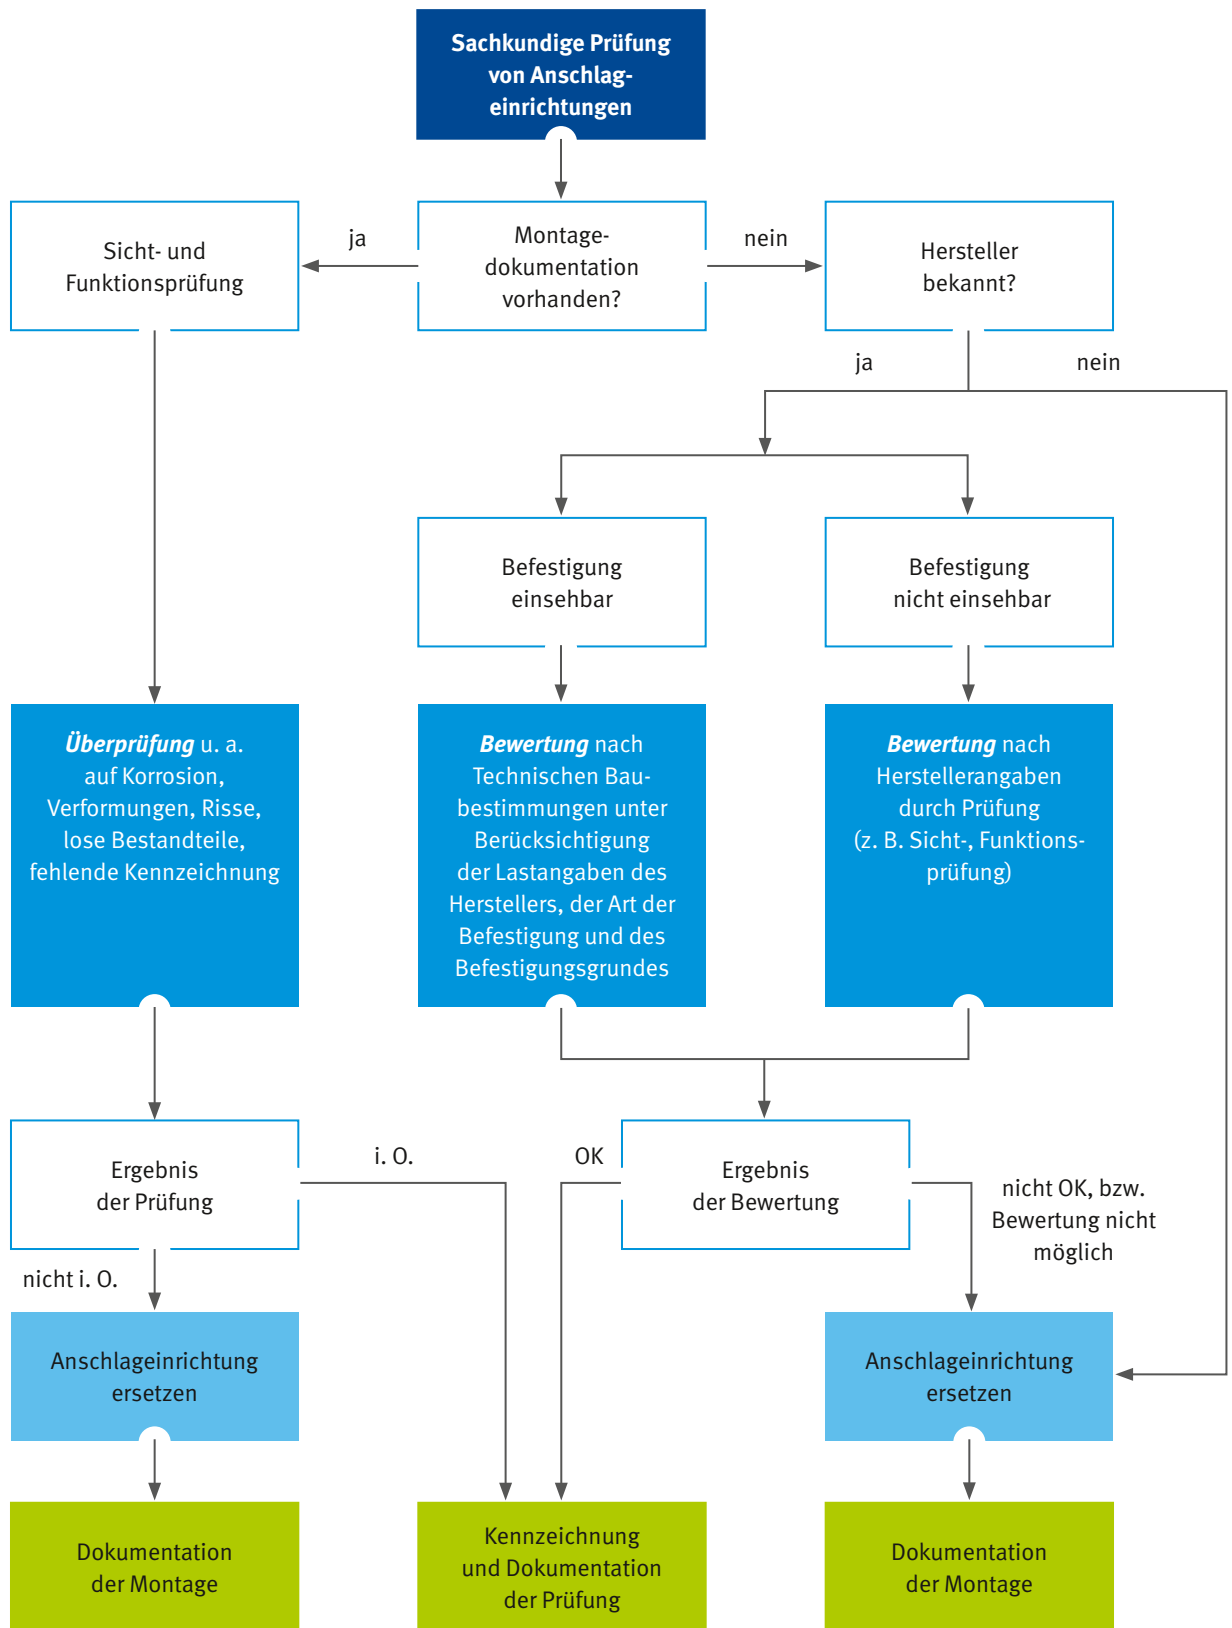 Sachkundige Prüfung
von Anschlag-
einrichtungen
Sicht- und
Funktionsprüfung
ja
Montage-
dokumentation
vorhanden?
nein
Hersteller
bekannt?
ja
nein
Befestigung
einsehbar
Befestigung
nicht einsehbar
Überprüfung u. a.
auf Korrosion,
Verformungen, Risse,
lose Bestandteile,
fehlende Kennzeichnung
Bewertung nach
Technischen Bau-
bestimmungen unter
Berücksichtigung
der Lastangaben des
Herstellers, der Art der
Befestigung und des
Befestigungsgrundes
Bewertung nach
Herstellerangaben
durch Prüfung
(z. B. Sicht-, Funktions-
prüfung)
Ergebnis
der Prüfung
i. O.
OK
Ergebnis
der Bewertung
nicht OK, bzw.
Bewertung nicht
möglich
nicht i. O.
Anschlageinrichtung
ersetzen
Anschlageinrichtung
ersetzen
Dokumentation
der Montage
Kennzeichnung
und Dokumentation
der Prüfung
Dokumentation
der Montage